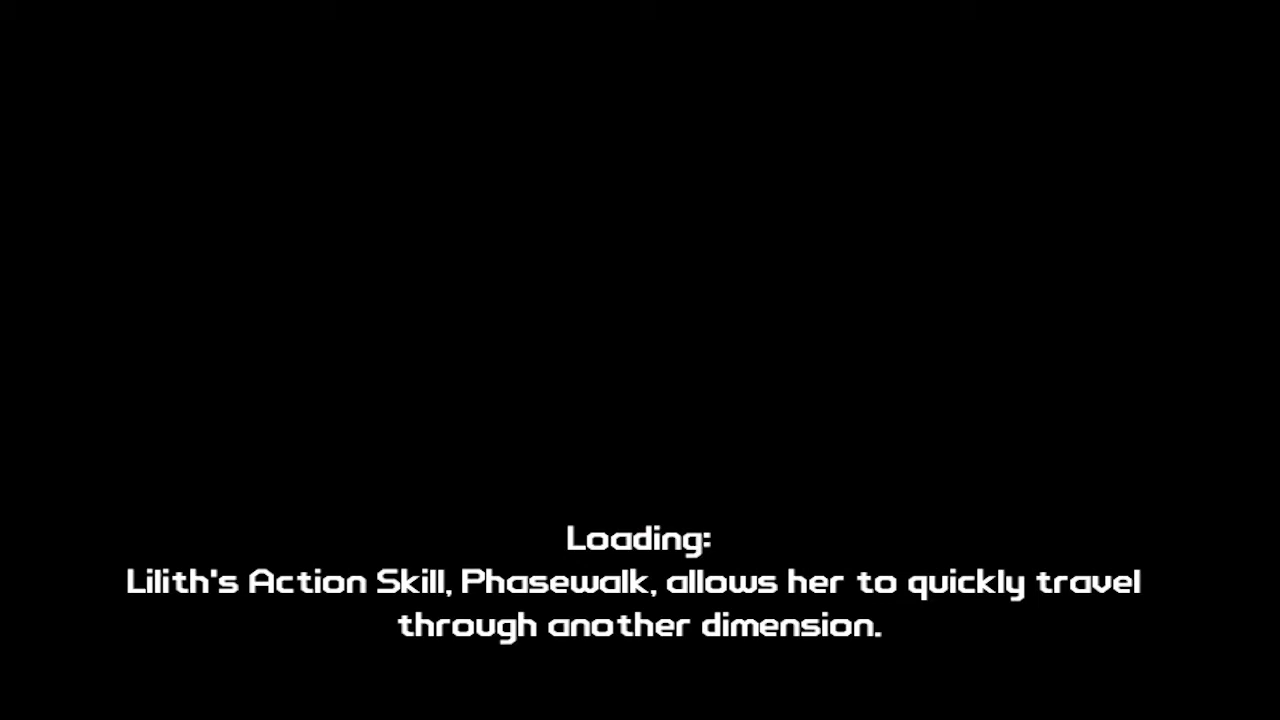 Loading:
Lilith's Action Skill, Phasewalk, allows her to quickly travel
through another dimension.